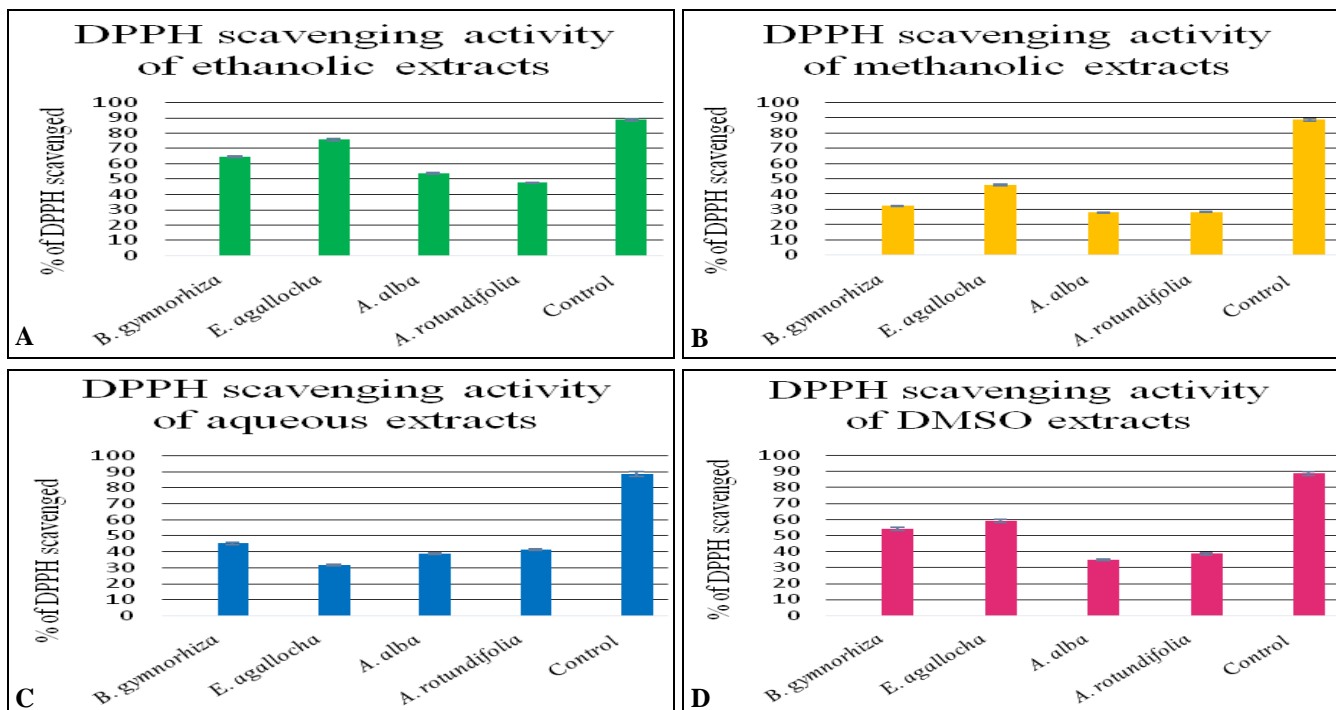 DPPH scavenging activity
of ethanolic extracts
% of DPPH scavenged
100
90
80
70
60
50
40
30
20
10
0
B. gymnorhiza
E. agallocha
A. alba
A. rotundifolia
Control
A
DPPH scavenging activity
of methanolic extracts
% of DPPH scavenged
100
90
80
70
60
50
40
30
20
10
0
B. gymnorhiza
E. agallocha
A. alba
A. rotundifolia
Control
B
DPPH scavenging activity
of aqueous extracts
% of DPPH scavenged
100
90
80
70
60
50
40
30
20
10
0
B. gymnorhiza
E. agallocha
A. alba
A. rotundifolia
Control
C
DPPH scavenging activity
of DMSO extracts
% of DPPH scavenged
100
90
80
70
60
50
40
30
20
10
0
B. gymnorhiza
E. agallocha
A. alba
A. rotundifolia
Control
D